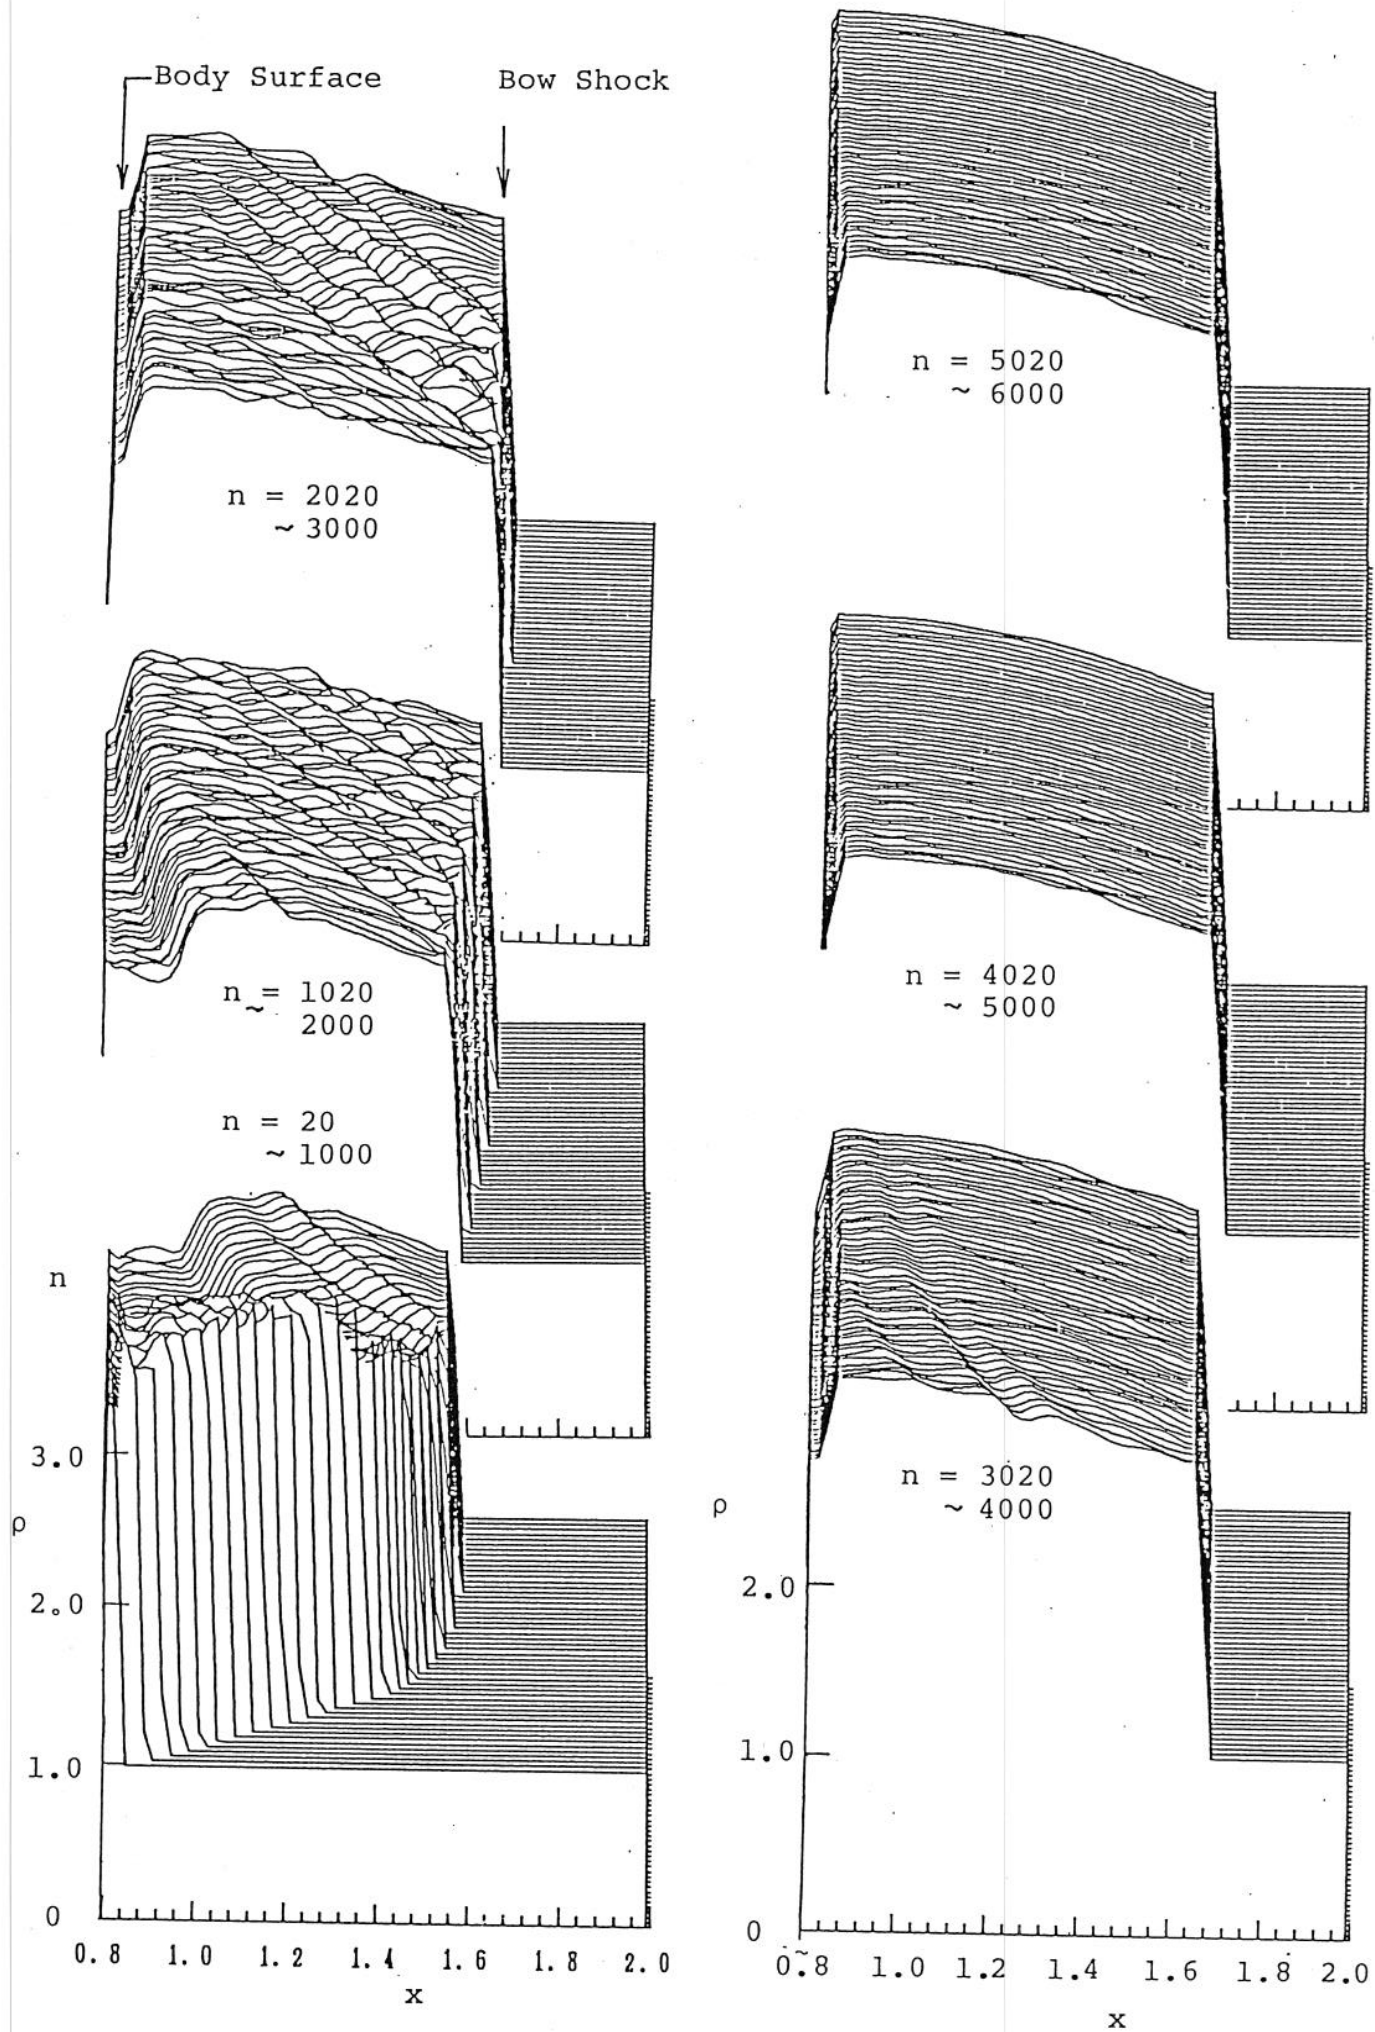 Body Surface
Bow Shock
n = 2020
~ 3000
n = 1020
~ 2000
n = 20
~ 1000
n
3.0
ρ
2.0
1.0
0
0.8 1.0 1.2 1.4 1.6 1.8 2.0
x
n = 5020
~ 6000
n = 4020
~ 5000
n = 3020
~ 4000
ρ
2.0
1.0
0
0.8 1.0 1.2 1.4 1.6 1.8 2.0
x